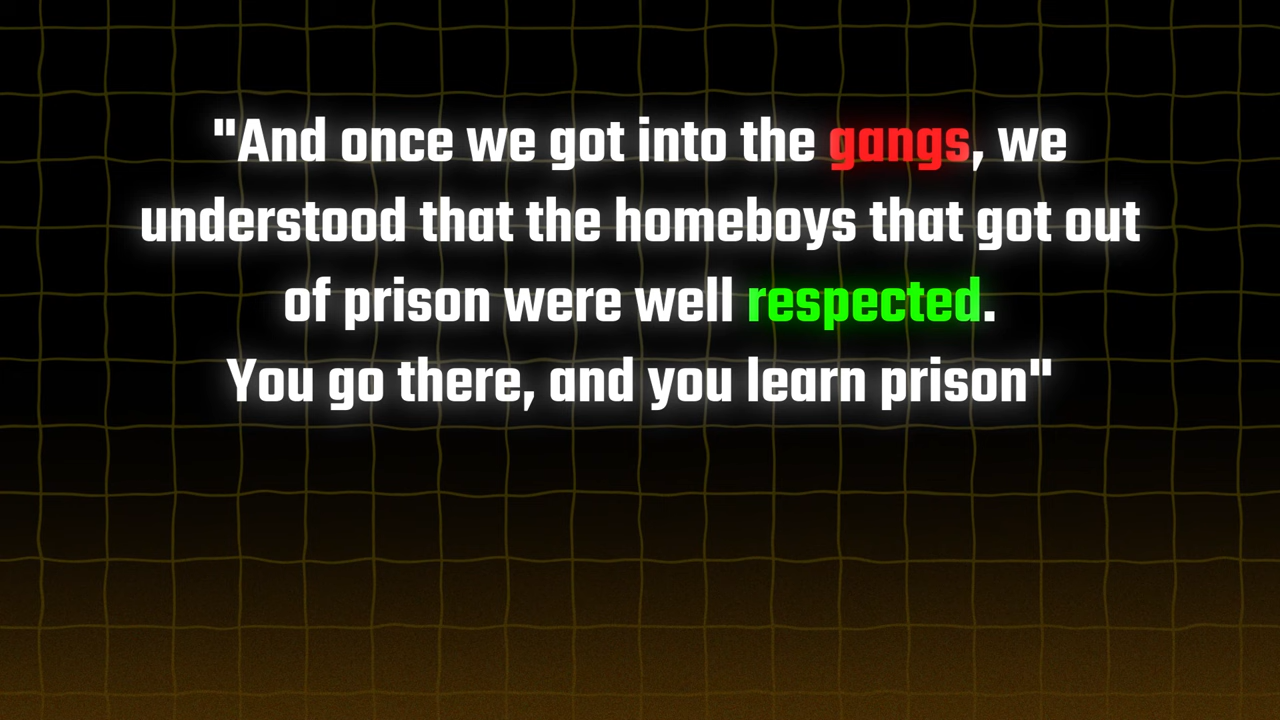 "And once we got into the gangs, we
understood that the homeboys that got out
of prison were well respected.
You go there, and you learn prison"